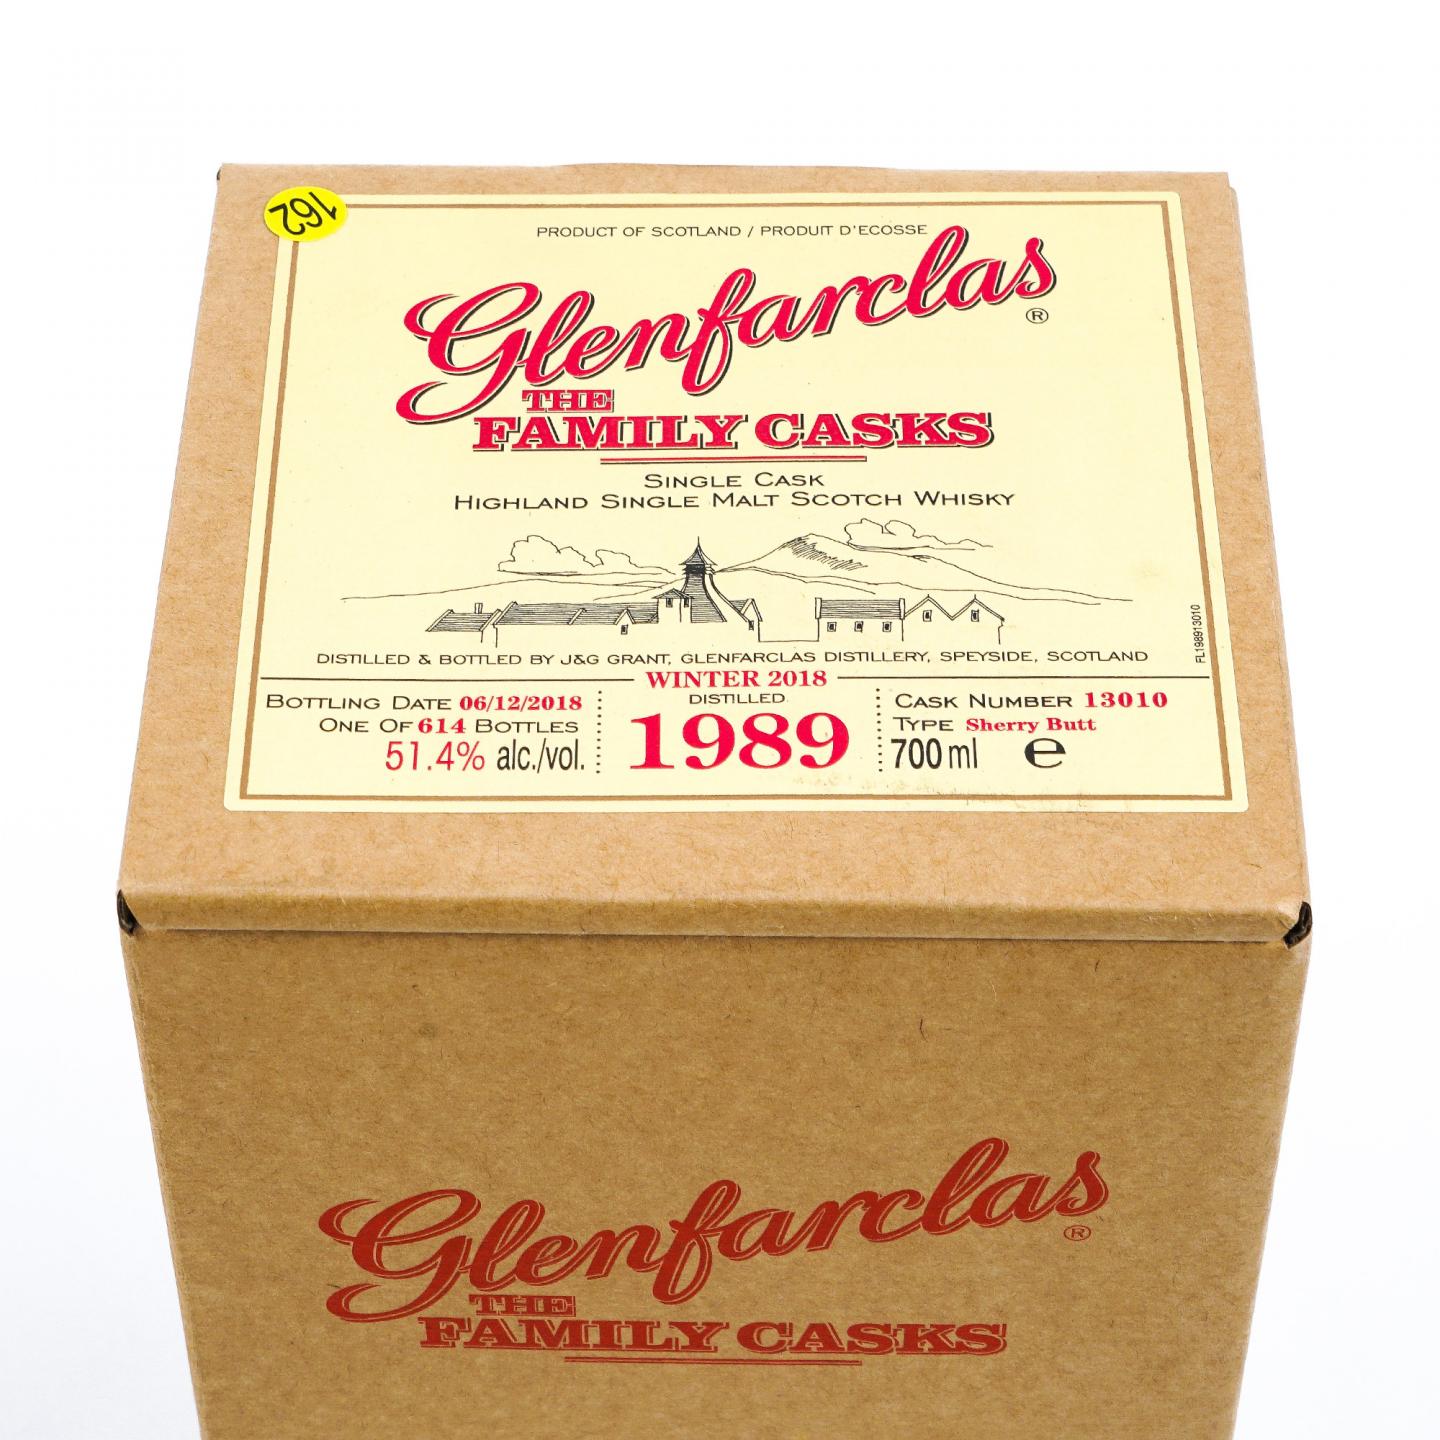 162
PRODUCT OF SCOTLAND / PRODUIT D'ECOSSE
Glenfarclas ®
THE
FAMILY CASKS
SINGLE CASK
HIGHLAND SINGLE MALT SCOTCH WHISKY
FL198913010
DISTILLED & BOTTLED BY J&G GRANT, GLENFARCLAS DISTILLERY, SPEYSIDE, SCOTLAND
WINTER 2018
BOTTLING DATE 06/12/2018
ONE OF 614 BOTTLES
51.4% alc./vol.
DISTILLED
1989
CASK NUMBER 13010
TYPE Sherry Butt
700 ml e
Glenfarclas ®
THE
FAMILY CASKS